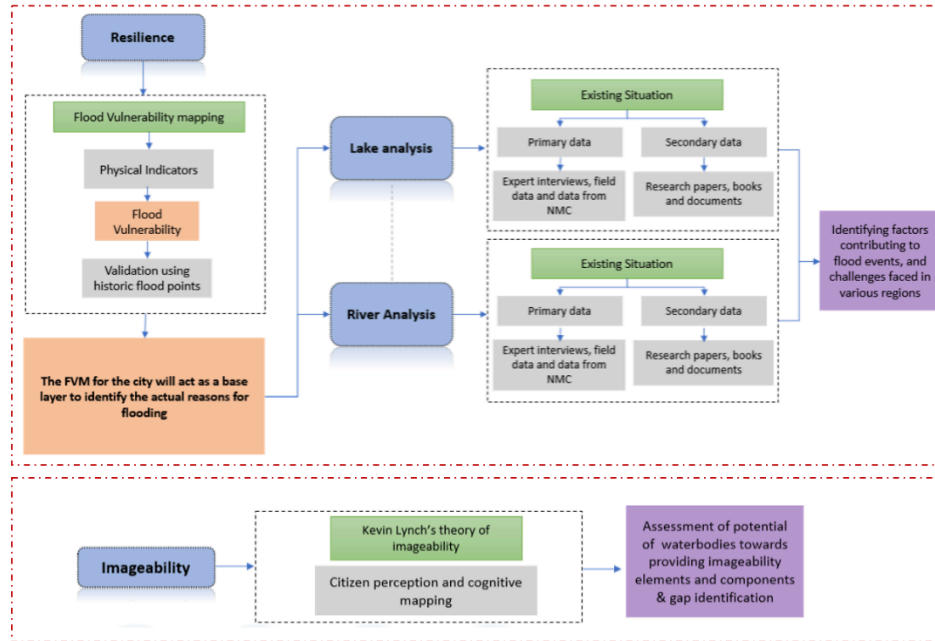 Resilience
Flood Vulnerability mapping
Physical Indicators
Flood
Vulnerability
Validation using
historic flood points
The FVM for the city will act as a base
layer to identify the actual reasons for
flooding
Lake analysis
River Analysis
Existing Situation
Primary data
Secondary data
Expert interviews, field
data and data from
NMC
Research papers, books
and documents
Existing Situation
Primary data
Secondary data
Expert interviews, field
data and data from
NMC
Research papers, books
and documents
Identifying factors
contributing to
flood events, and
challenges faced in
various regions
Imageability
Kevin Lynch's theory of
imageability
Citizen perception and cognitive
mapping
Assessment of potential
of waterbodies towards
providing imageability
elements and components
& gap identification